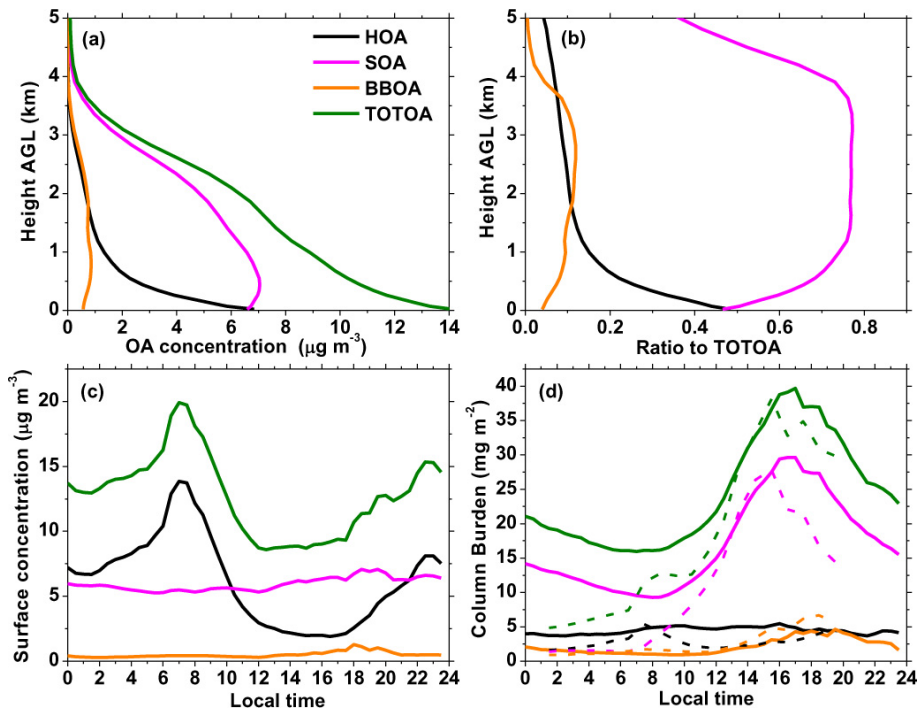 (a)
HOA
SOA
BBOA
TOTOA
5
4
3
2
1
0
Height AGL (km)
0 2 4 6 8 10 12 14
OA concentration (μg m⁻³)
(b)
5
4
3
2
1
0
Height AGL (km)
0.0 0.2 0.4 0.6 0.8
Ratio to TOTOA
(c)
20
15
10
5
0
Surface concentration (μg m⁻³)
0 2 4 6 8 10 12 14 16 18 20 22 24
Local time
(d)
40
35
30
25
20
15
10
5
0
Column Burden (mg m⁻²)
0 2 4 6 8 10 12 14 16 18 20 22 24
Local time